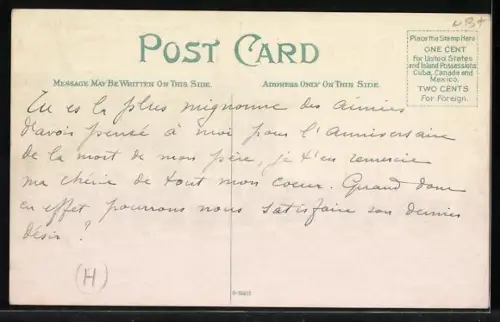 N B+
POST CARD
Place the Stamp Here
ONE CENT
For United States
and Island Possessions,
Cuba, Canada and
Mexico.
TWO CENTS
For Foreign.
MESSAGE MAY BE WRITTEN ON THIS SIDE.
ADDRESS ONLY ON THIS SIDE.
Tu es la plus mignonne des aimées
d'avoir pensé à moi pour l'anniversaire
de la mort de mon père, je t'en remercie
ma chérie de tout mon coeur. Quand donc
en effet pourrons nous satisfaire son dernier
désir ?
(H)